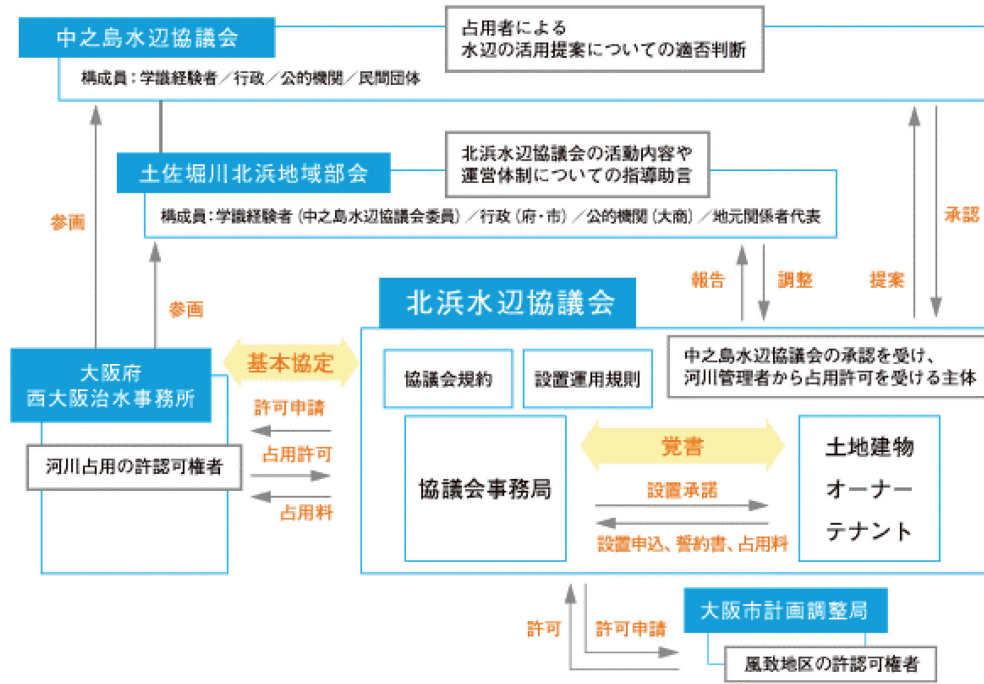 中之島水辺協議会
占用者による
水辺の活用提案についての適否判断
構成員：学識経験者／行政／公的機関／民間団体
土佐堀川北浜地域部会
北浜水辺協議会の活動内容や
運営体制についての指導助言
構成員：学識経験者（中之島水辺協議会委員）／行政（府・市）／公的機関（大商）／地元関係者代表
参画
参画
報告
調整
提案
承認
北浜水辺協議会
大阪府
西大阪治水事務所
河川占用の許認可権者
基本協定
許可申請
占用許可
占用料
協議会規約
設置運用規則
中之島水辺協議会の承認を受け、
河川管理者から占用許可を受ける主体
協議会事務局
覚書
設置承諾
設置申込、誓約書、占用料
土地建物
オーナー
テナント
許可
許可申請
大阪市計画調整局
風致地区の許認可権者